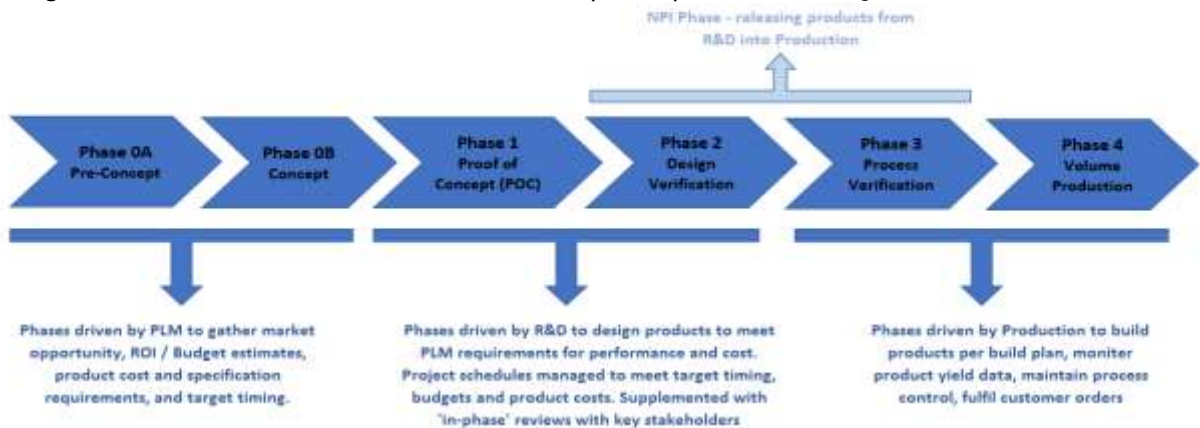 NPI Phase - releasing products from
R&D into Production
Phase 0A
Pre-Concept
Phase 0B
Concept
Phase 1
Proof of
Concept (POC)
Phase 2
Design
Verification
Phase 3
Process
Verification
Phase 4
Volume
Production
Phases driven by PLM to gather market
opportunity, ROI / Budget estimates,
product cost and specification
requirements, and target timing.
Phases driven by R&D to design products to meet
PLM requirements for performance and cost.
Project schedules managed to meet target timing,
budgets and product costs. Supplemented with
'in-phase' reviews with key stakeholders
Phases driven by Production to build
products per build plan, moniter
product yield data, maintain process
control, fulfil customer orders